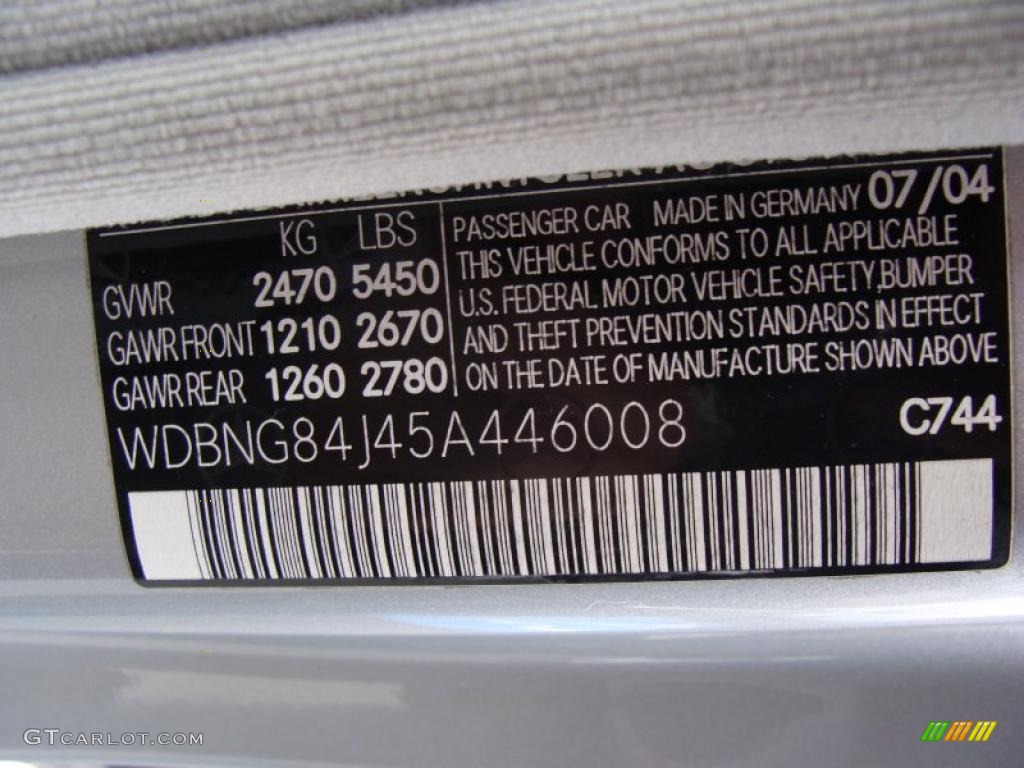 KG LBS
GVWR 2470 5450
GAWR FRONT 1210 2670
GAWR REAR 1260 2780
PASSENGER CAR MADE IN GERMANY 07/04
THIS VEHICLE CONFORMS TO ALL APPLICABLE
U.S. FEDERAL MOTOR VEHICLE SAFETY, BUMPER
AND THEFT PREVENTION STANDARDS IN EFFECT
ON THE DATE OF MANUFACTURE SHOWN ABOVE
WDBNG84J45A446008 C744
GTCARLOT.COM